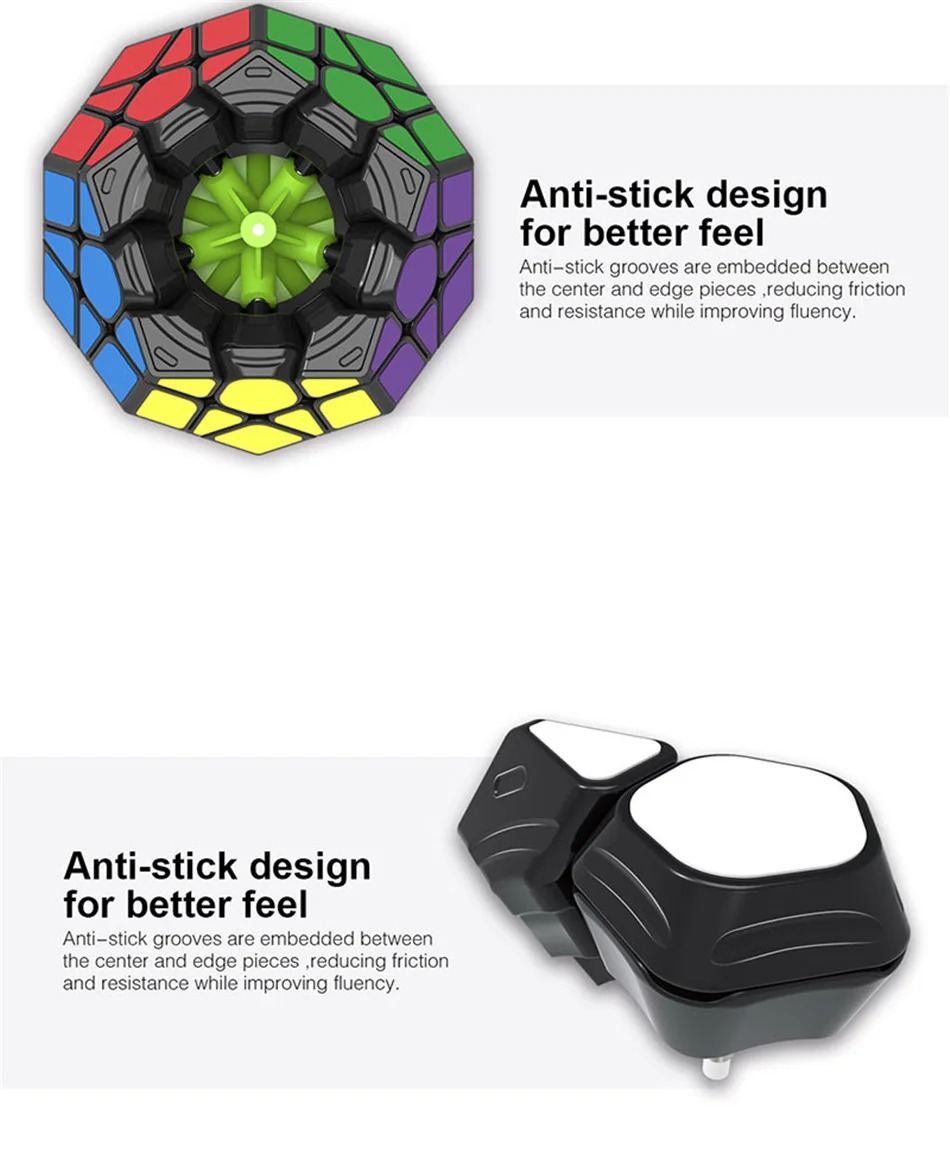 Anti-stick design
for better feel
Anti-stick grooves are embedded between
the center and edge pieces ,reducing friction
and resistance while improving fluency.
Anti-stick design
for better feel
Anti-stick grooves are embedded between
the center and edge pieces ,reducing friction
and resistance while improving fluency.